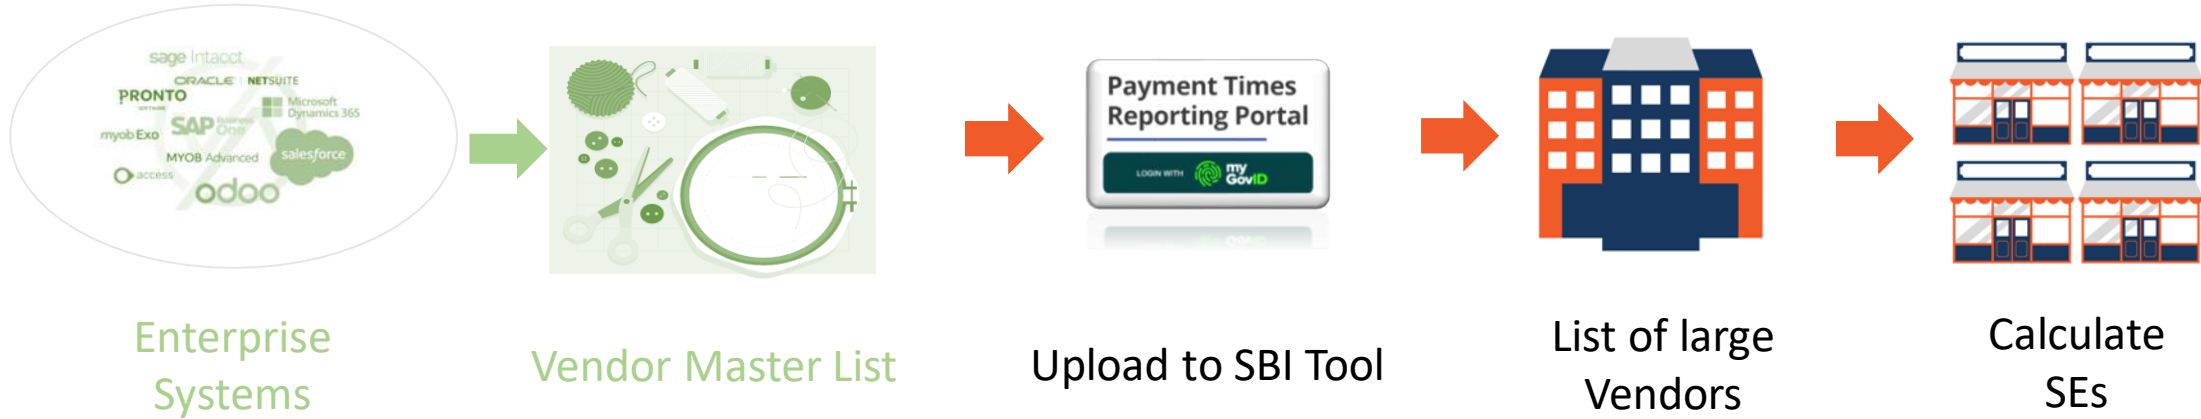 sage Intacct
ORACLE | NETSUITE
PRONTO
SOFTWARE
Microsoft
Dynamics 365
SAP Business
One
myob Exo
MYOB Advanced
salesforce
access
odoo
Payment Times
Reporting Portal
LOGIN WITH
my
GovID
Enterprise
Systems
Vendor Master List
Upload to SBI Tool
List of large
Vendors
Calculate
SEs